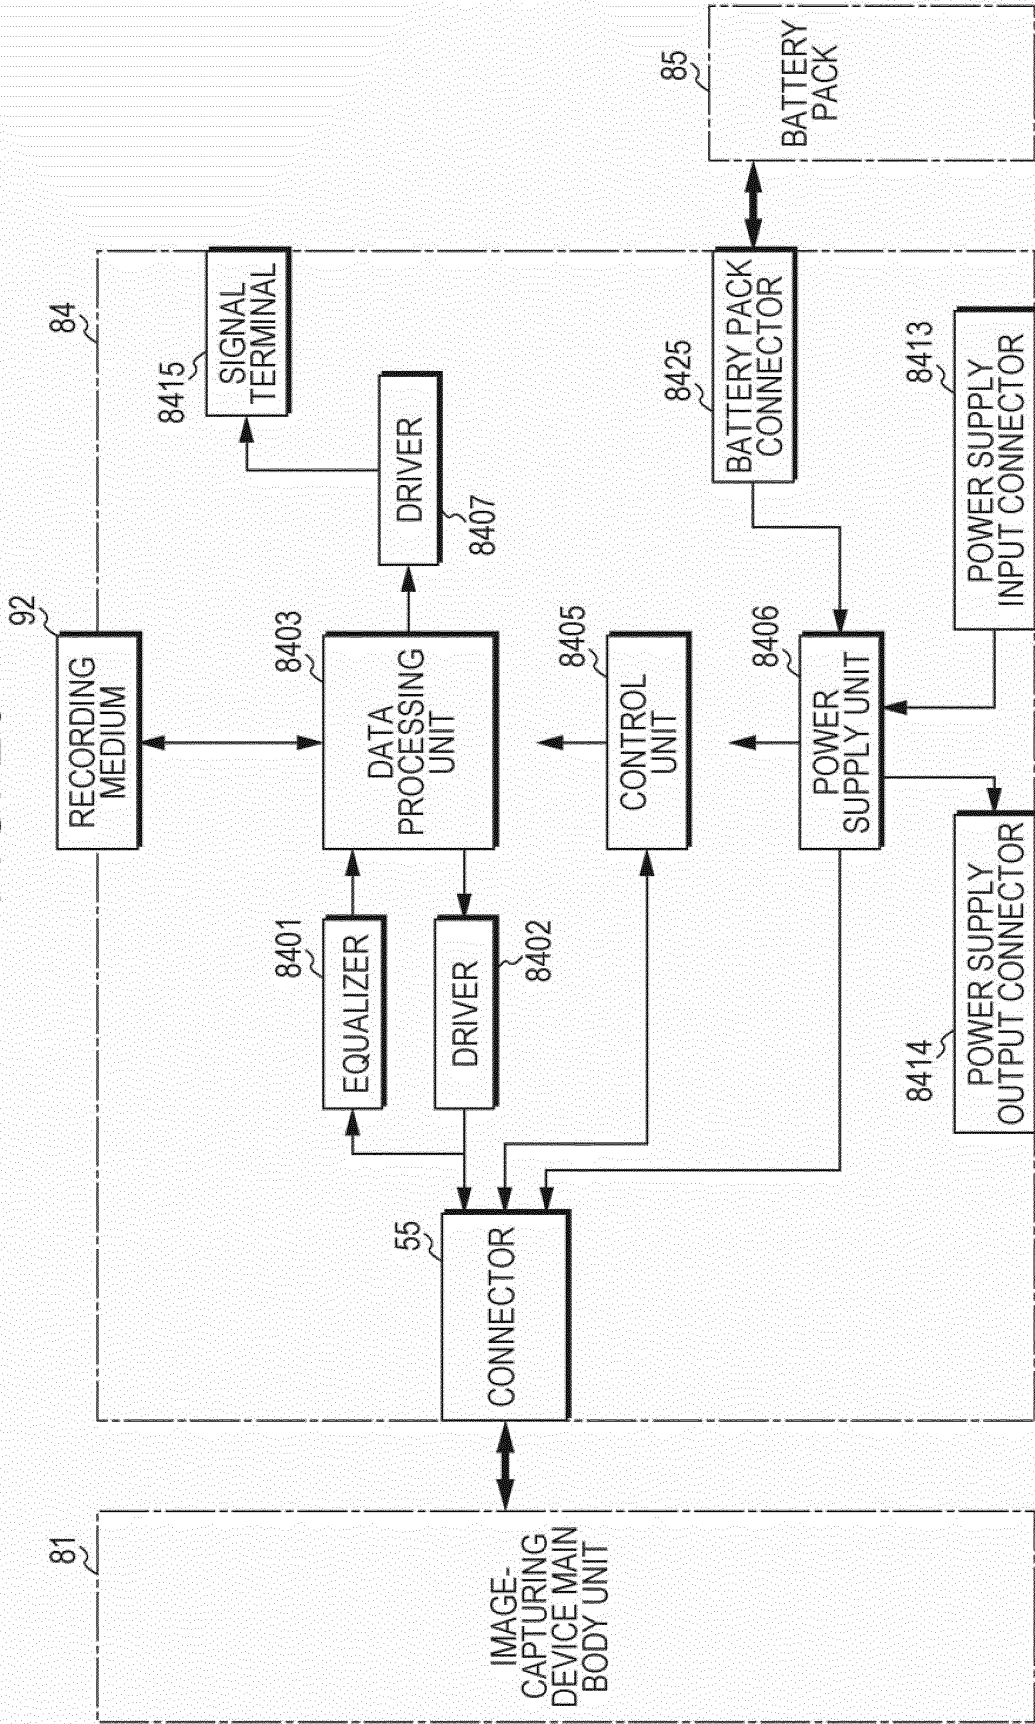 81
IMAGE-
CAPTURING
DEVICE MAIN
BODY UNIT
84
55
CONNECTOR
92
RECORDING
MEDIUM
8401
EQUALIZER
DRIVER
8402
8403
DATA
PROCESSING
UNIT
DRIVER
8407
8415
SIGNAL
TERMINAL
8405
CONTROL
UNIT
8406
POWER
SUPPLY UNIT
8425
BATTERY PACK
CONNECTOR
85
BATTERY
PACK
8414
POWER SUPPLY
OUTPUT CONNECTOR
8413
POWER SUPPLY
INPUT CONNECTOR